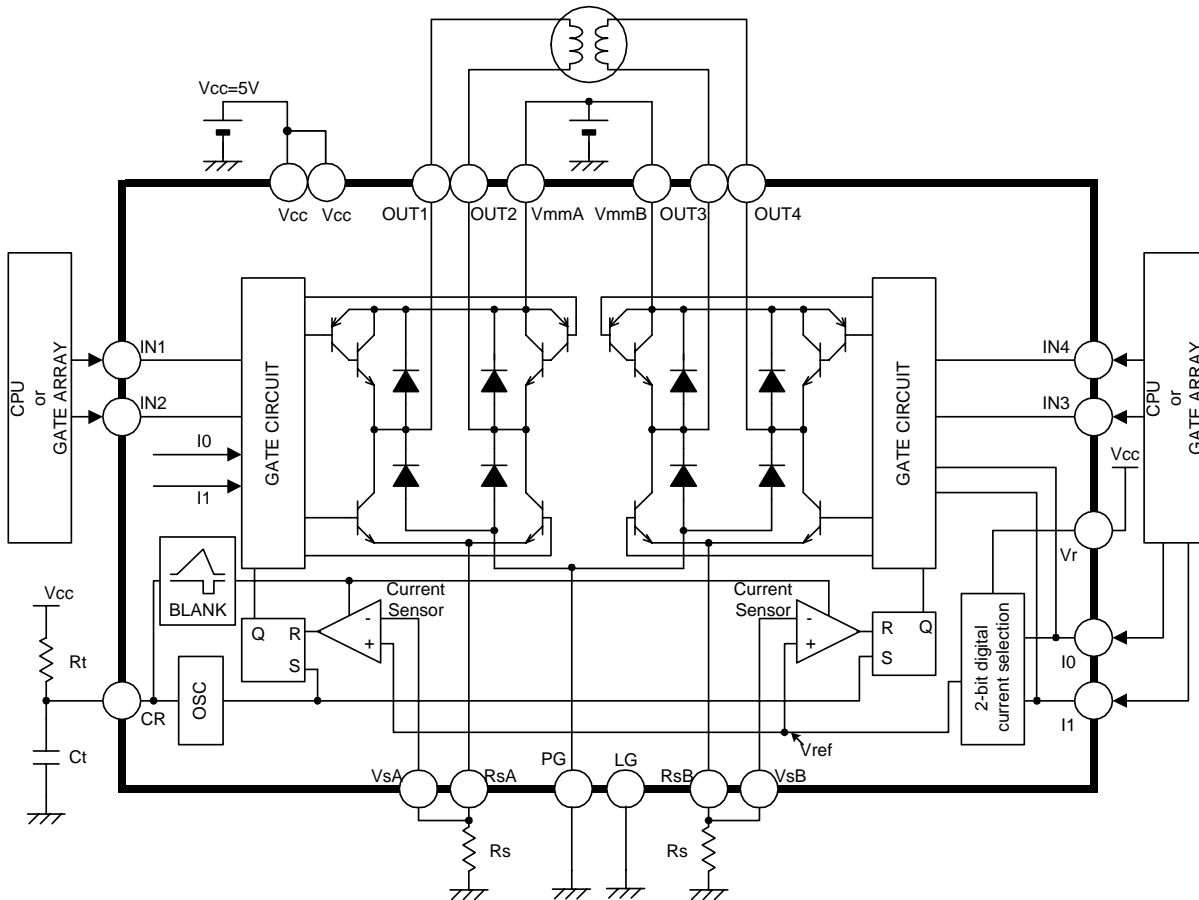 Vcc=5V
Vcc
Vcc
OUT1
OUT2
VmmA
VmmB
OUT3
OUT4
CPU
or
GATE ARRAY
IN1
IN2
I0
I1
GATE CIRCUIT
GATE CIRCUIT
IN4
IN3
Vcc
Vr
CPU
or
GATE ARRAY
BLANK
Current
Sensor
Current
Sensor
Q
R
S
-
+
-
+
R
Q
S
2-bit digital
current selection
I0
I1
Vcc
Rt
CR
OSC
Ct
Vref
VsA
RsA
PG
LG
RsB
VsB
Rs
Rs